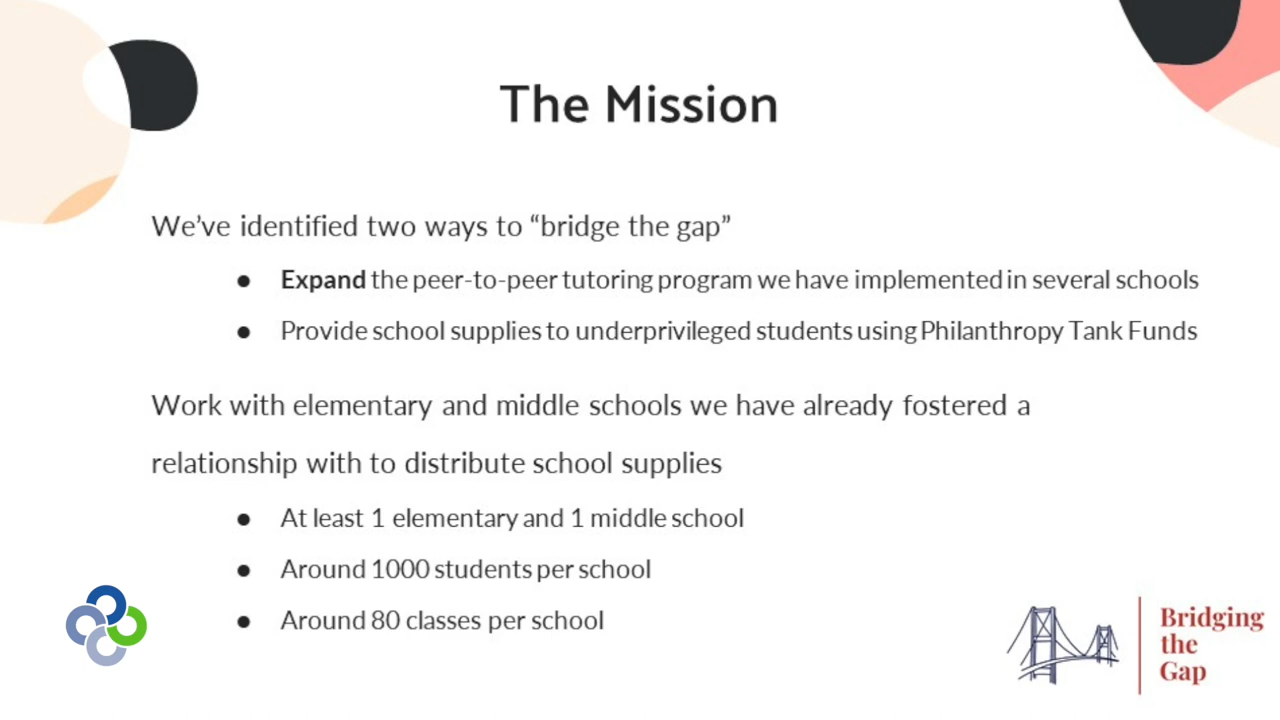 The Mission
We’ve identified two ways to “bridge the gap”
● Expand the peer-to-peer tutoring program we have implemented in several schools
● Provide school supplies to underprivileged students using Philanthropy Tank Funds
Work with elementary and middle schools we have already fostered a
relationship with to distribute school supplies
● At least 1 elementary and 1 middle school
● Around 1000 students per school
● Around 80 classes per school
Bridging
the
Gap